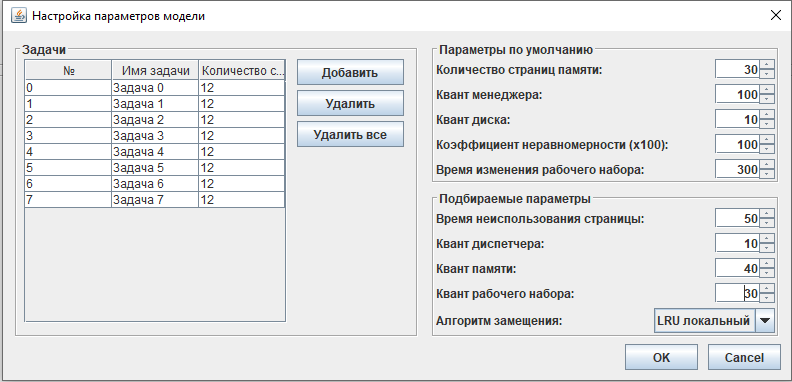 Настройка параметров модели
Задачи
№ Имя задачи Количество с...
0 Задача 0 12
1 Задача 1 12
2 Задача 2 12
3 Задача 3 12
4 Задача 4 12
5 Задача 5 12
6 Задача 6 12
7 Задача 7 12
Добавить
Удалить
Удалить все
Параметры по умолчанию
Количество страниц памяти: 30
Квант менеджера: 100
Квант диска: 10
Коэффициент неравномерности (x100): 100
Время изменения рабочего набора: 300
Подбираемые параметры
Время неиспользования страницы: 50
Квант диспетчера: 10
Квант памяти: 40
Квант рабочего набора: 30
Алгоритм замещения: LRU локальный
OK Cancel